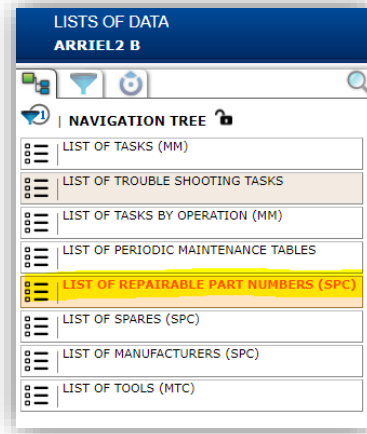 LISTS OF DATA
ARRIEL2 B
1 | NAVIGATION TREE
LIST OF TASKS (MM)
LIST OF TROUBLE SHOOTING TASKS
LIST OF TASKS BY OPERATION (MM)
LIST OF PERIODIC MAINTENANCE TABLES
LIST OF REPAIRABLE PART NUMBERS (SPC)
LIST OF SPARES (SPC)
LIST OF MANUFACTURERS (SPC)
LIST OF TOOLS (MTC)